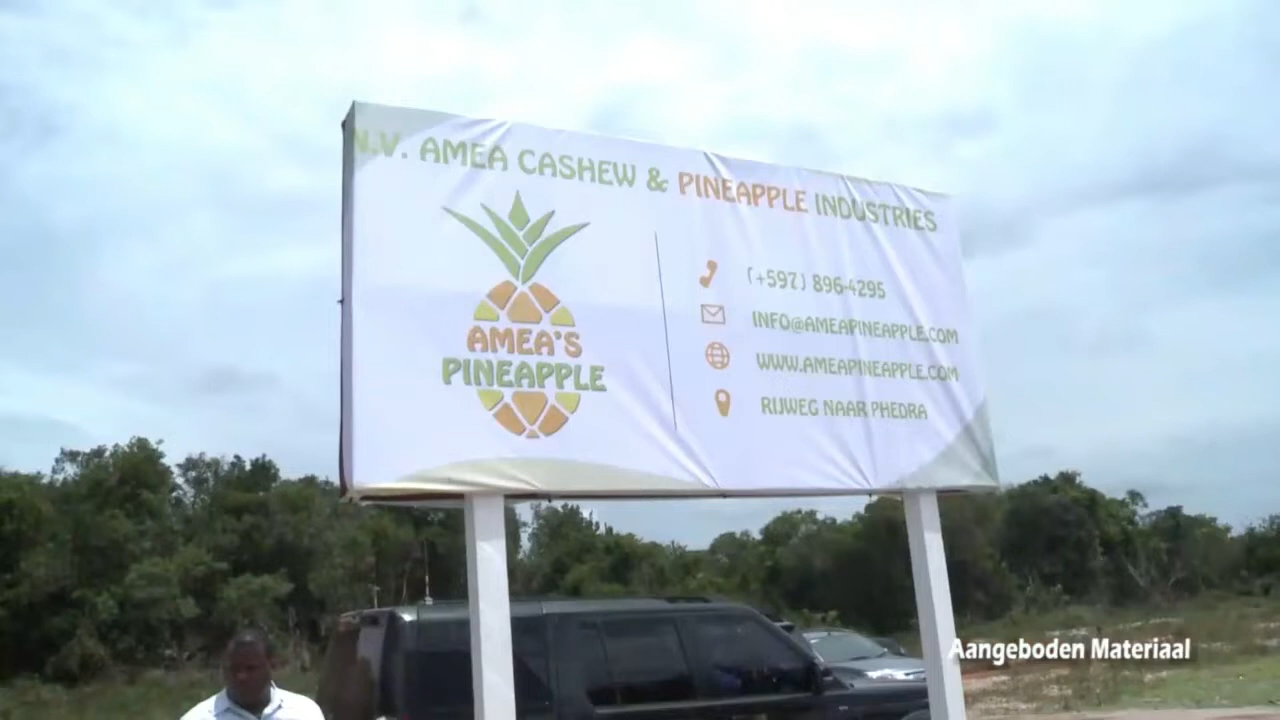 N.V. AMEA CASHEW & PINEAPPLE INDUSTRIES
AMEA'S
PINEAPPLE
(+597) 896-4295
INFO@AMEAPINEAPPLE.COM
WWW.AMEAPINEAPPLE.COM
RIJWEG NAAR PHEDRA
Aangeboden Materiaal